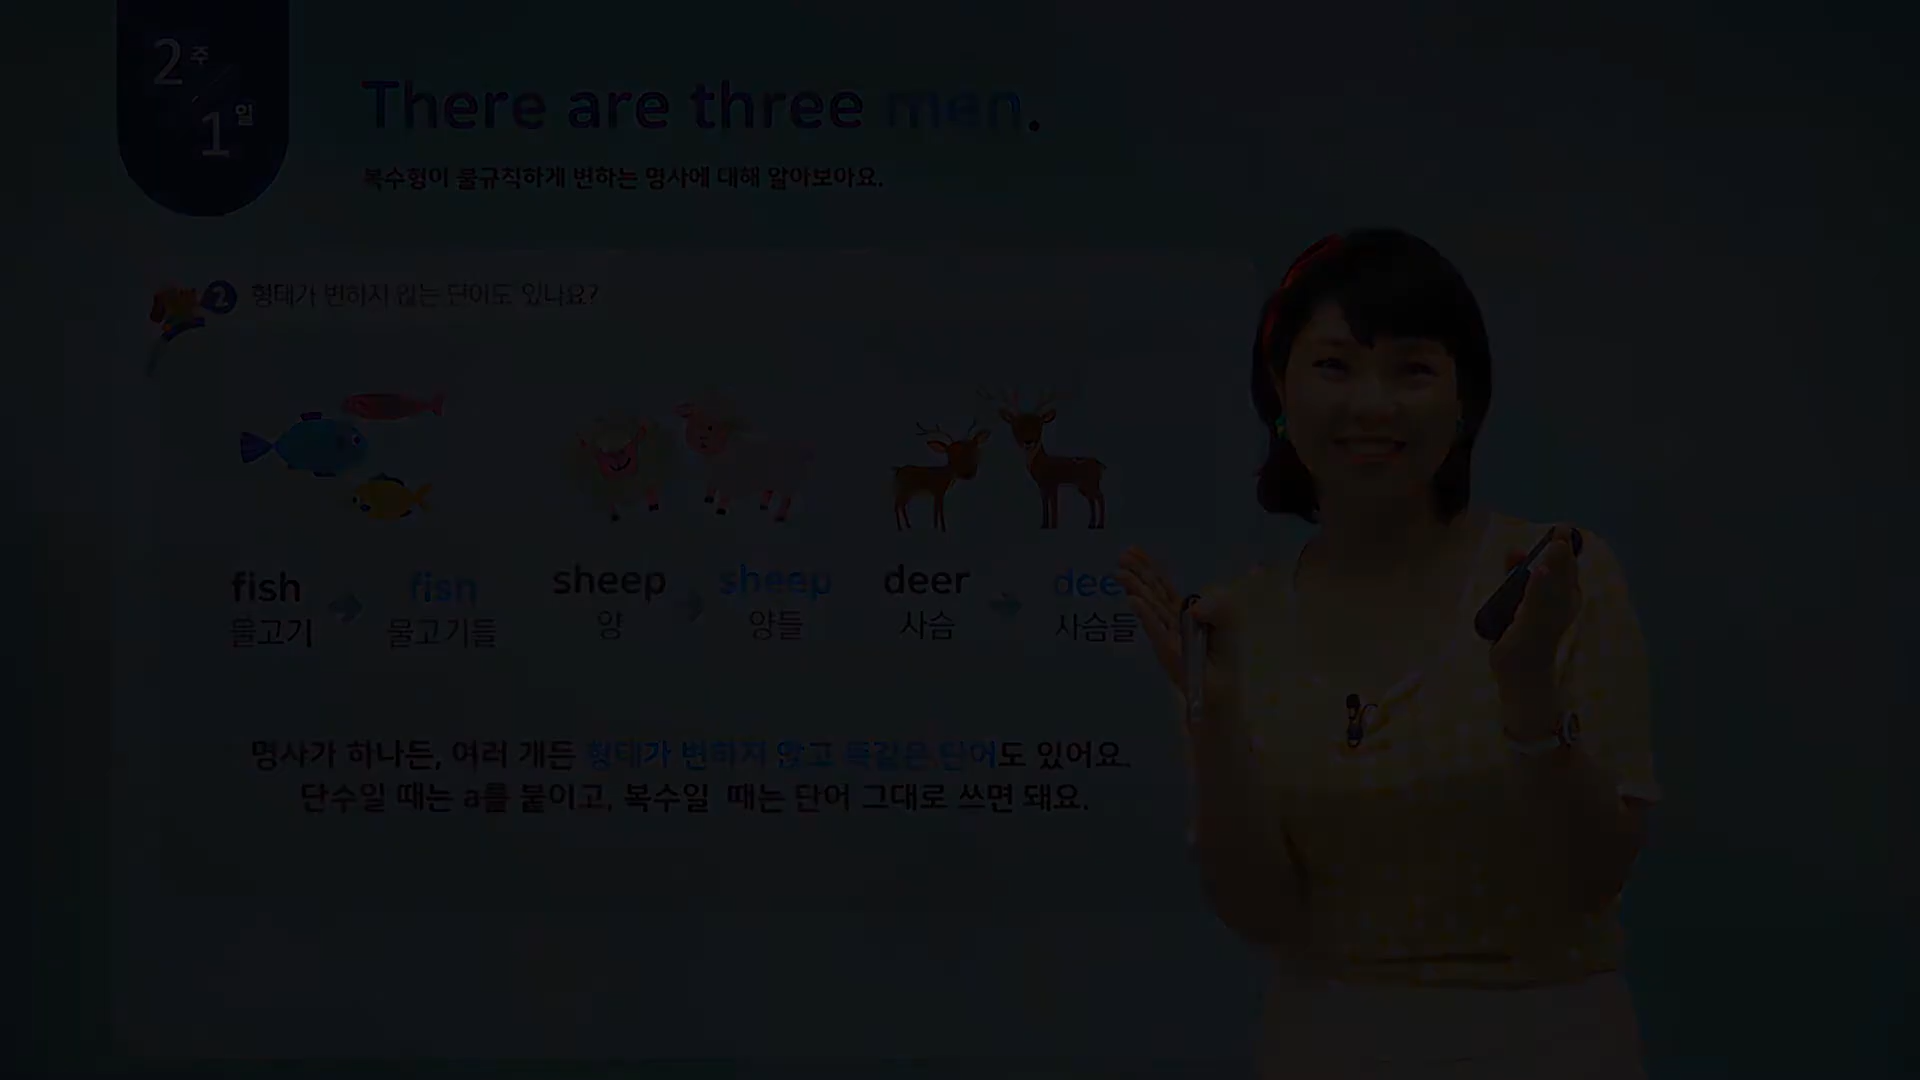 2주
1일
There are three men.
복수형이 불규칙하게 변하는 명사에 대해 알아보아요.
2 형태가 변하지 않는 단어도 있나요?
fish fish sheep sheep deer
물고기 물고기들 양 양들 사슴 사슴들
명사가 하나든, 여러 개든 형태가 변하지 않고 똑같은 단어도 있어요.
단수일 때는 a를 붙이고, 복수일 때는 단어 그대로 쓰면 돼요.